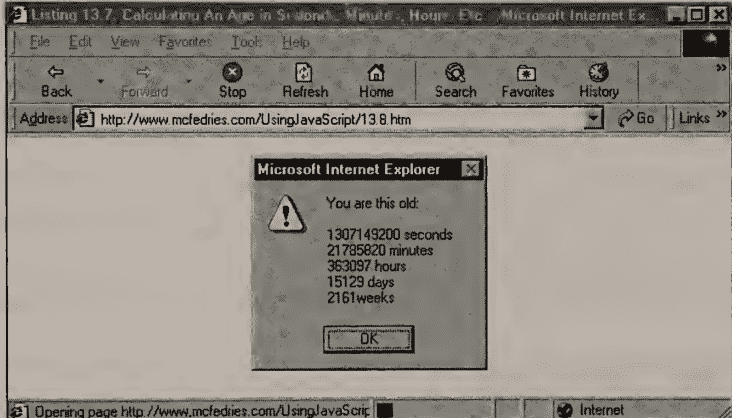 Listing 13.7. Calculating An Age in Seconds, Minutes, Hours, Etc. - Microsoft Internet Ex
File Edit View Favorites Tools Help
Back Forward Stop Refresh Home Search Favorites History
Address http://www.mcfedries.com/UsingJavaScript/13.8.htm Go Links
Microsoft Internet Explorer
You are this old:
1307149200 seconds
21785820 minutes
363097 hours
15129 days
2161weeks
OK
Opening page http://www.mcfedries.com/UsingJavaScrip Internet